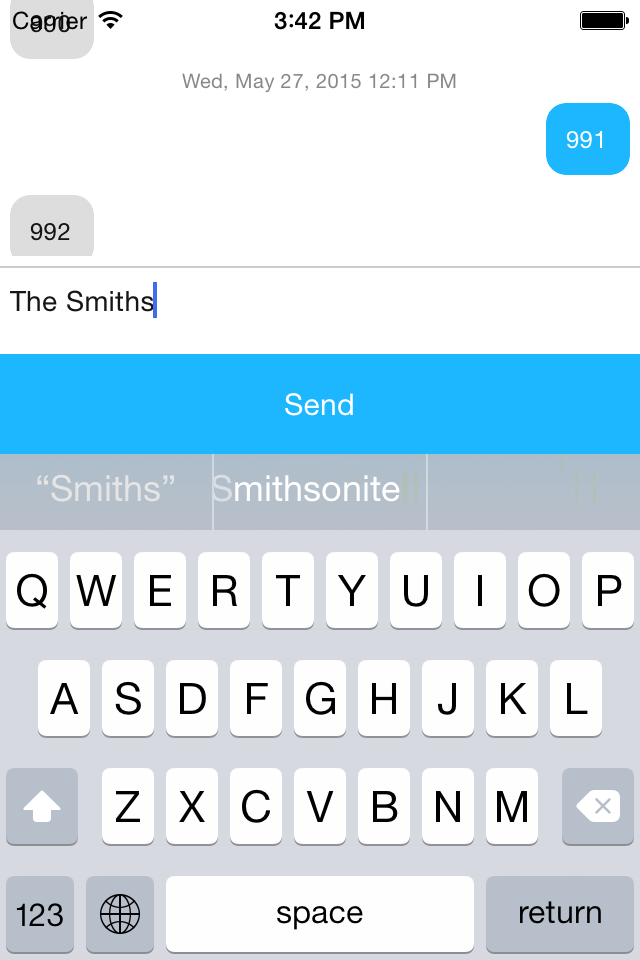 Carrier 3:42 PM
990
Wed, May 27, 2015 12:11 PM
991
992
The Smiths
Send
“Smiths” Smithsonite
Q W E R T Y U I O P
A S D F G H J K L
Z X C V B N M
123 space return